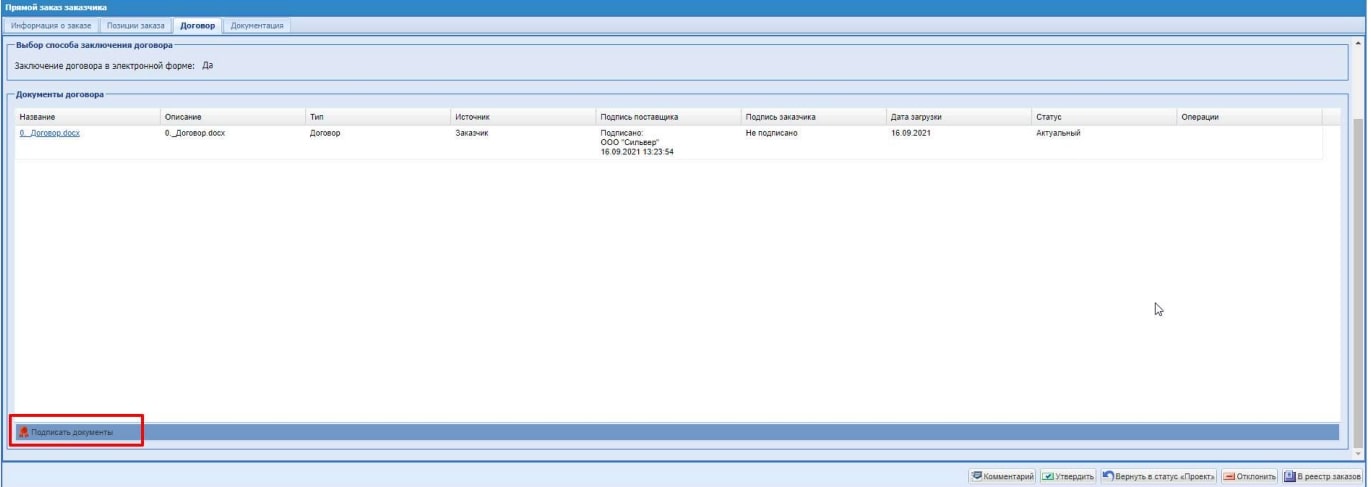 Прямой заказ заказчика
Информация о заказе Позиции заказа Договор Документация
Выбор способа заключения договора
Заключение договора в электронной форме: Да
Документы договора
Название Описание Тип Источник Подпись поставщика Подпись заказчика Дата загрузки Статус Операции
0._Договор.docx 0._Договор.docx Договор Заказчик Подписано: Не подписано 16.09.2021 Актуальный
ООО "Сильвер"
16.09.2021 13:23:54
Подписать документы
Комментарий Утвердить Вернуть в статус «Проект» Отклонить В реестр заказов